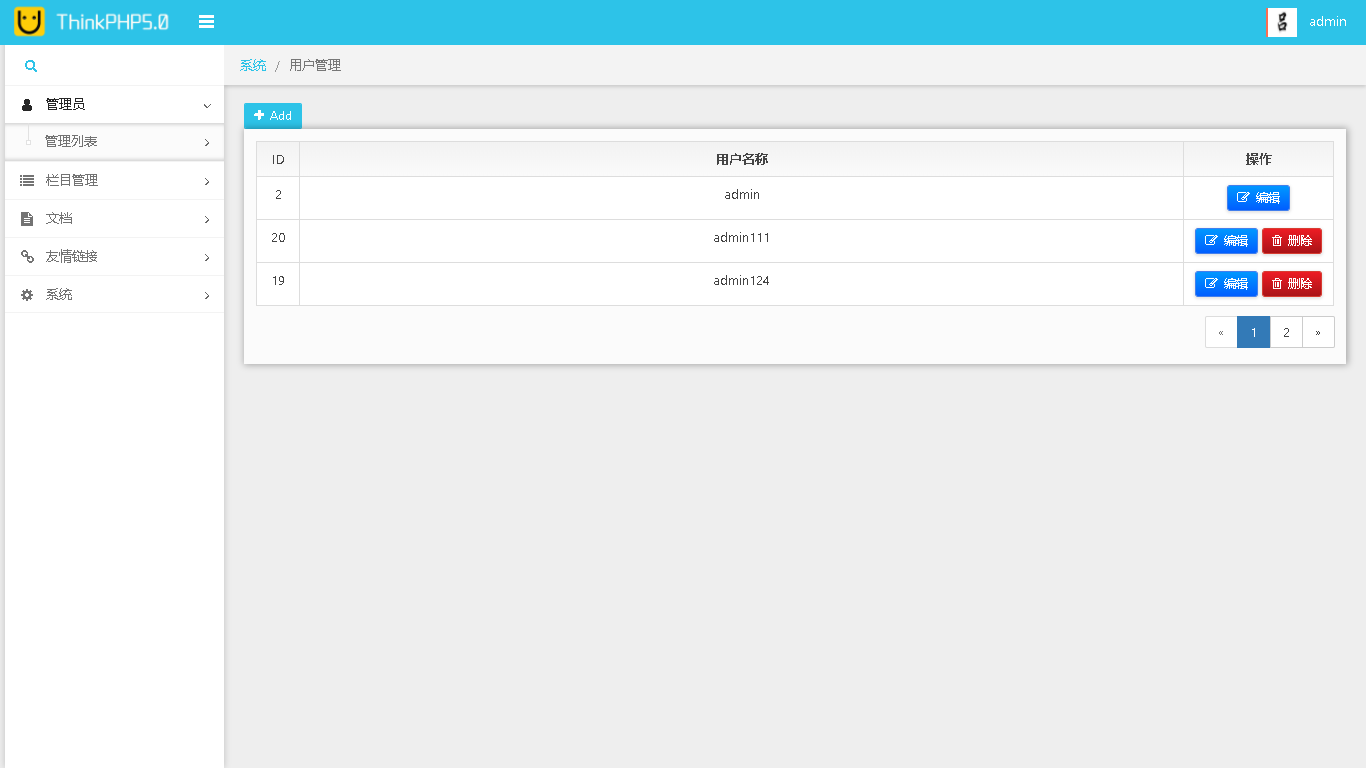 ThinkPHP5.0
吕 admin
系统 / 用户管理
管理员
管理列表
栏目管理
文档
友情链接
系统
Add
ID 用户名称 操作
2 admin 编辑
20 admin111 编辑 删除
19 admin124 编辑 删除
« 1 2 »